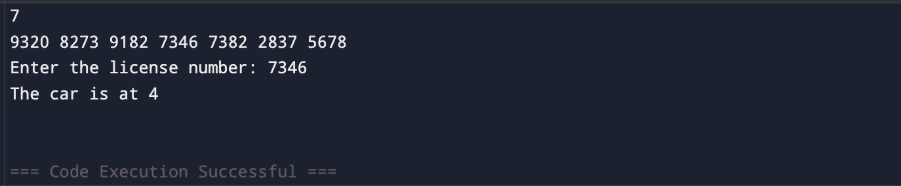 7
9320 8273 9182 7346 7382 2837 5678
Enter the license number: 7346
The car is at 4
=== Code Execution Successful ===